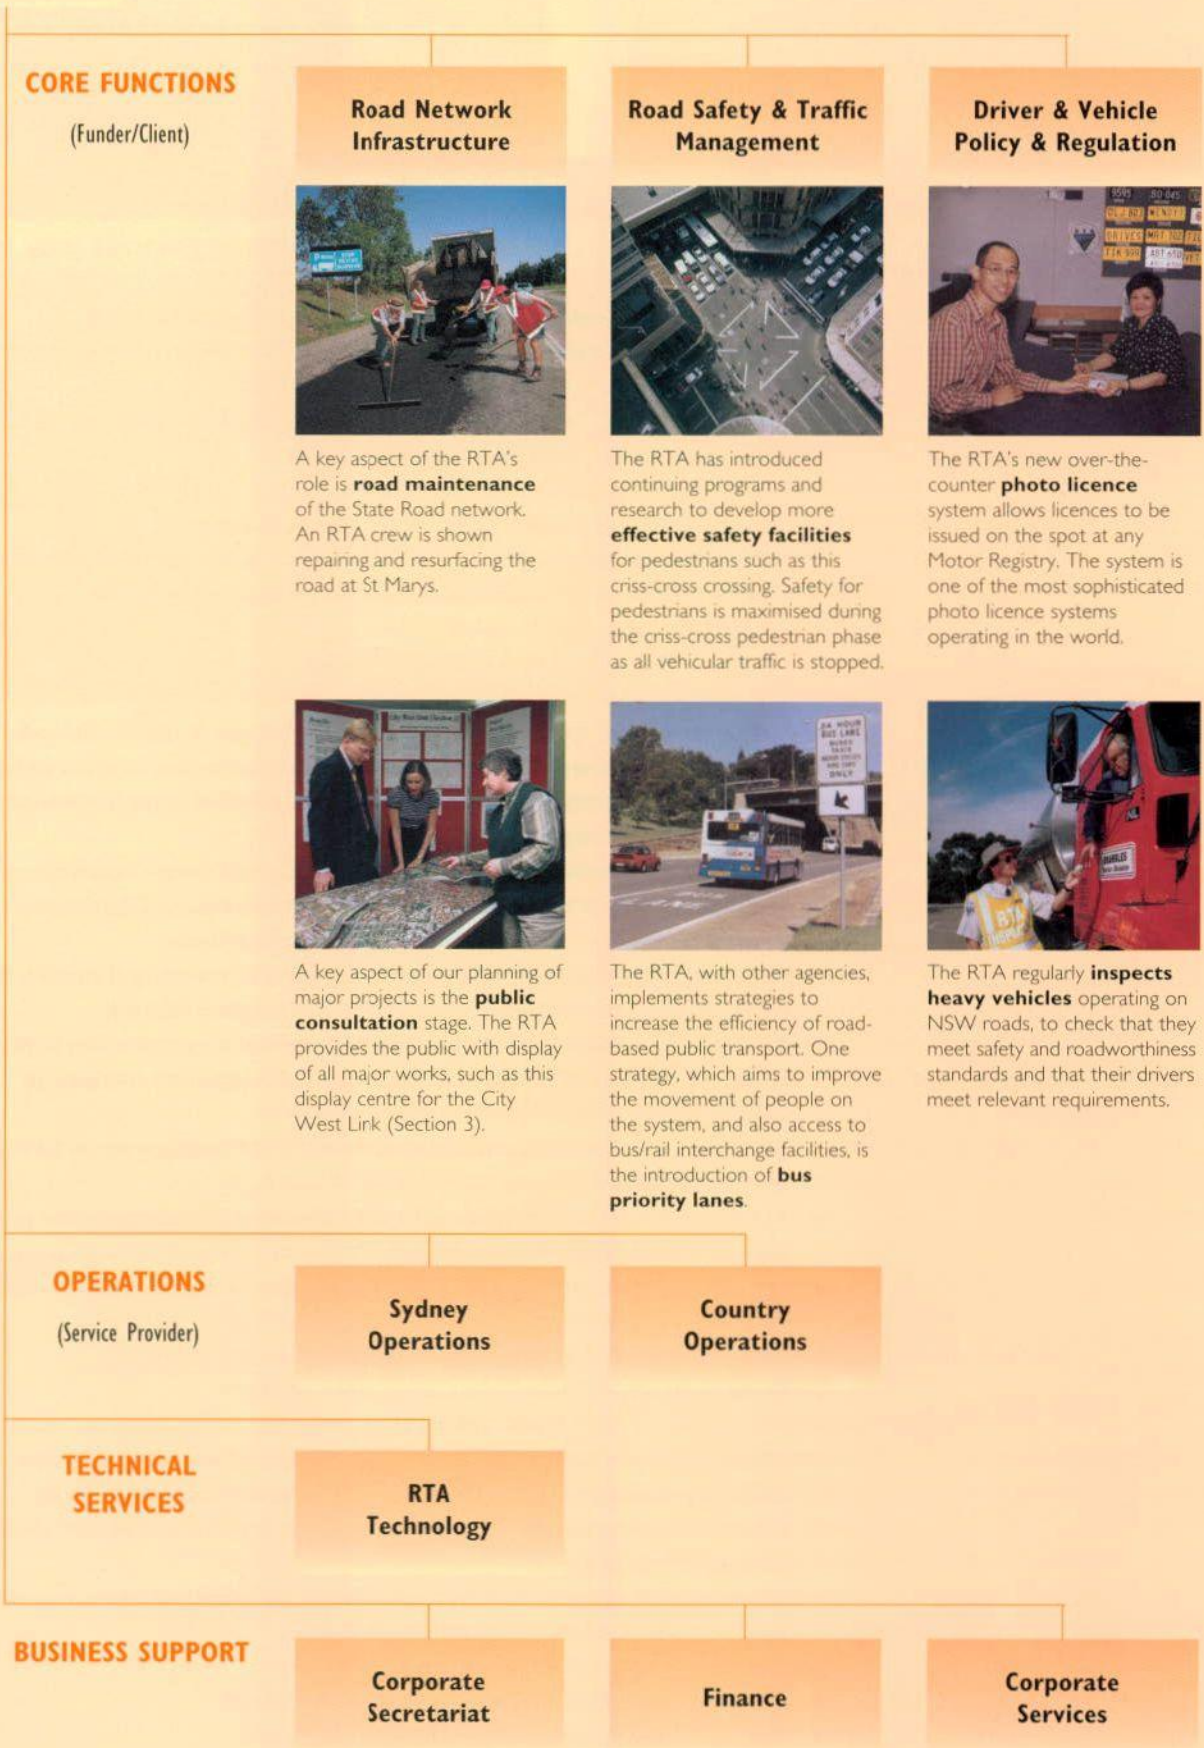 CORE FUNCTIONS
(Funder/Client)
Road Network
Infrastructure
Road Safety & Traffic
Management
Driver & Vehicle
Policy & Regulation
A key aspect of the RTA's
role is road maintenance
of the State Road network.
An RTA crew is shown
repairing and resurfacing the
road at St Marys.
The RTA has introduced
continuing programs and
research to develop more
effective safety facilities
for pedestrians such as this
criss-cross crossing. Safety for
pedestrians is maximised during
the criss-cross pedestrian phase
as all vehicular traffic is stopped.
The RTA's new over-the-
counter photo licence
system allows licences to be
issued on the spot at any
Motor Registry. The system is
one of the most sophisticated
photo licence systems
operating in the world.
24 HOUR
BUS LANE
BUSES
TAXIS
ONLY
LANE
RTA
A key aspect of our planning of
major projects is the public
consultation stage. The RTA
provides the public with display
of all major works, such as this
display centre for the City
West Link (Section 3).
The RTA, with other agencies,
implements strategies to
increase the efficiency of road-
based public transport. One
strategy, which aims to improve
the movement of people on
the system, and also access to
bus/rail interchange facilities, is
the introduction of bus
priority lanes.
The RTA regularly inspects
heavy vehicles operating on
NSW roads, to check that they
meet safety and roadworthiness
standards and that their drivers
meet relevant requirements.
OPERATIONS
(Service Provider)
Sydney
Operations
Country
Operations
TECHNICAL
SERVICES
RTA
Technology
BUSINESS SUPPORT
Corporate
Secretariat
Finance
Corporate
Services